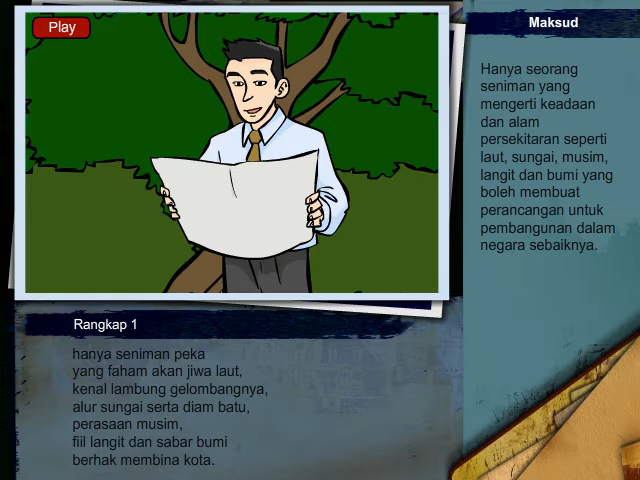 Play
Maksud
Hanya seorang
seniman yang
mengerti keadaan
dan alam
persekitaran seperti
laut, sungai, musim,
langit dan bumi yang
boleh membuat
perancangan untuk
pembangunan dalam
negara sebaiknya.
Rangkap 1
hanya seniman peka
yang faham akan jiwa laut,
kenal lambung gelombangnya,
alur sungai serta diam batu,
perasaan musim,
fiil langit dan sabar bumi
berhak membina kota.